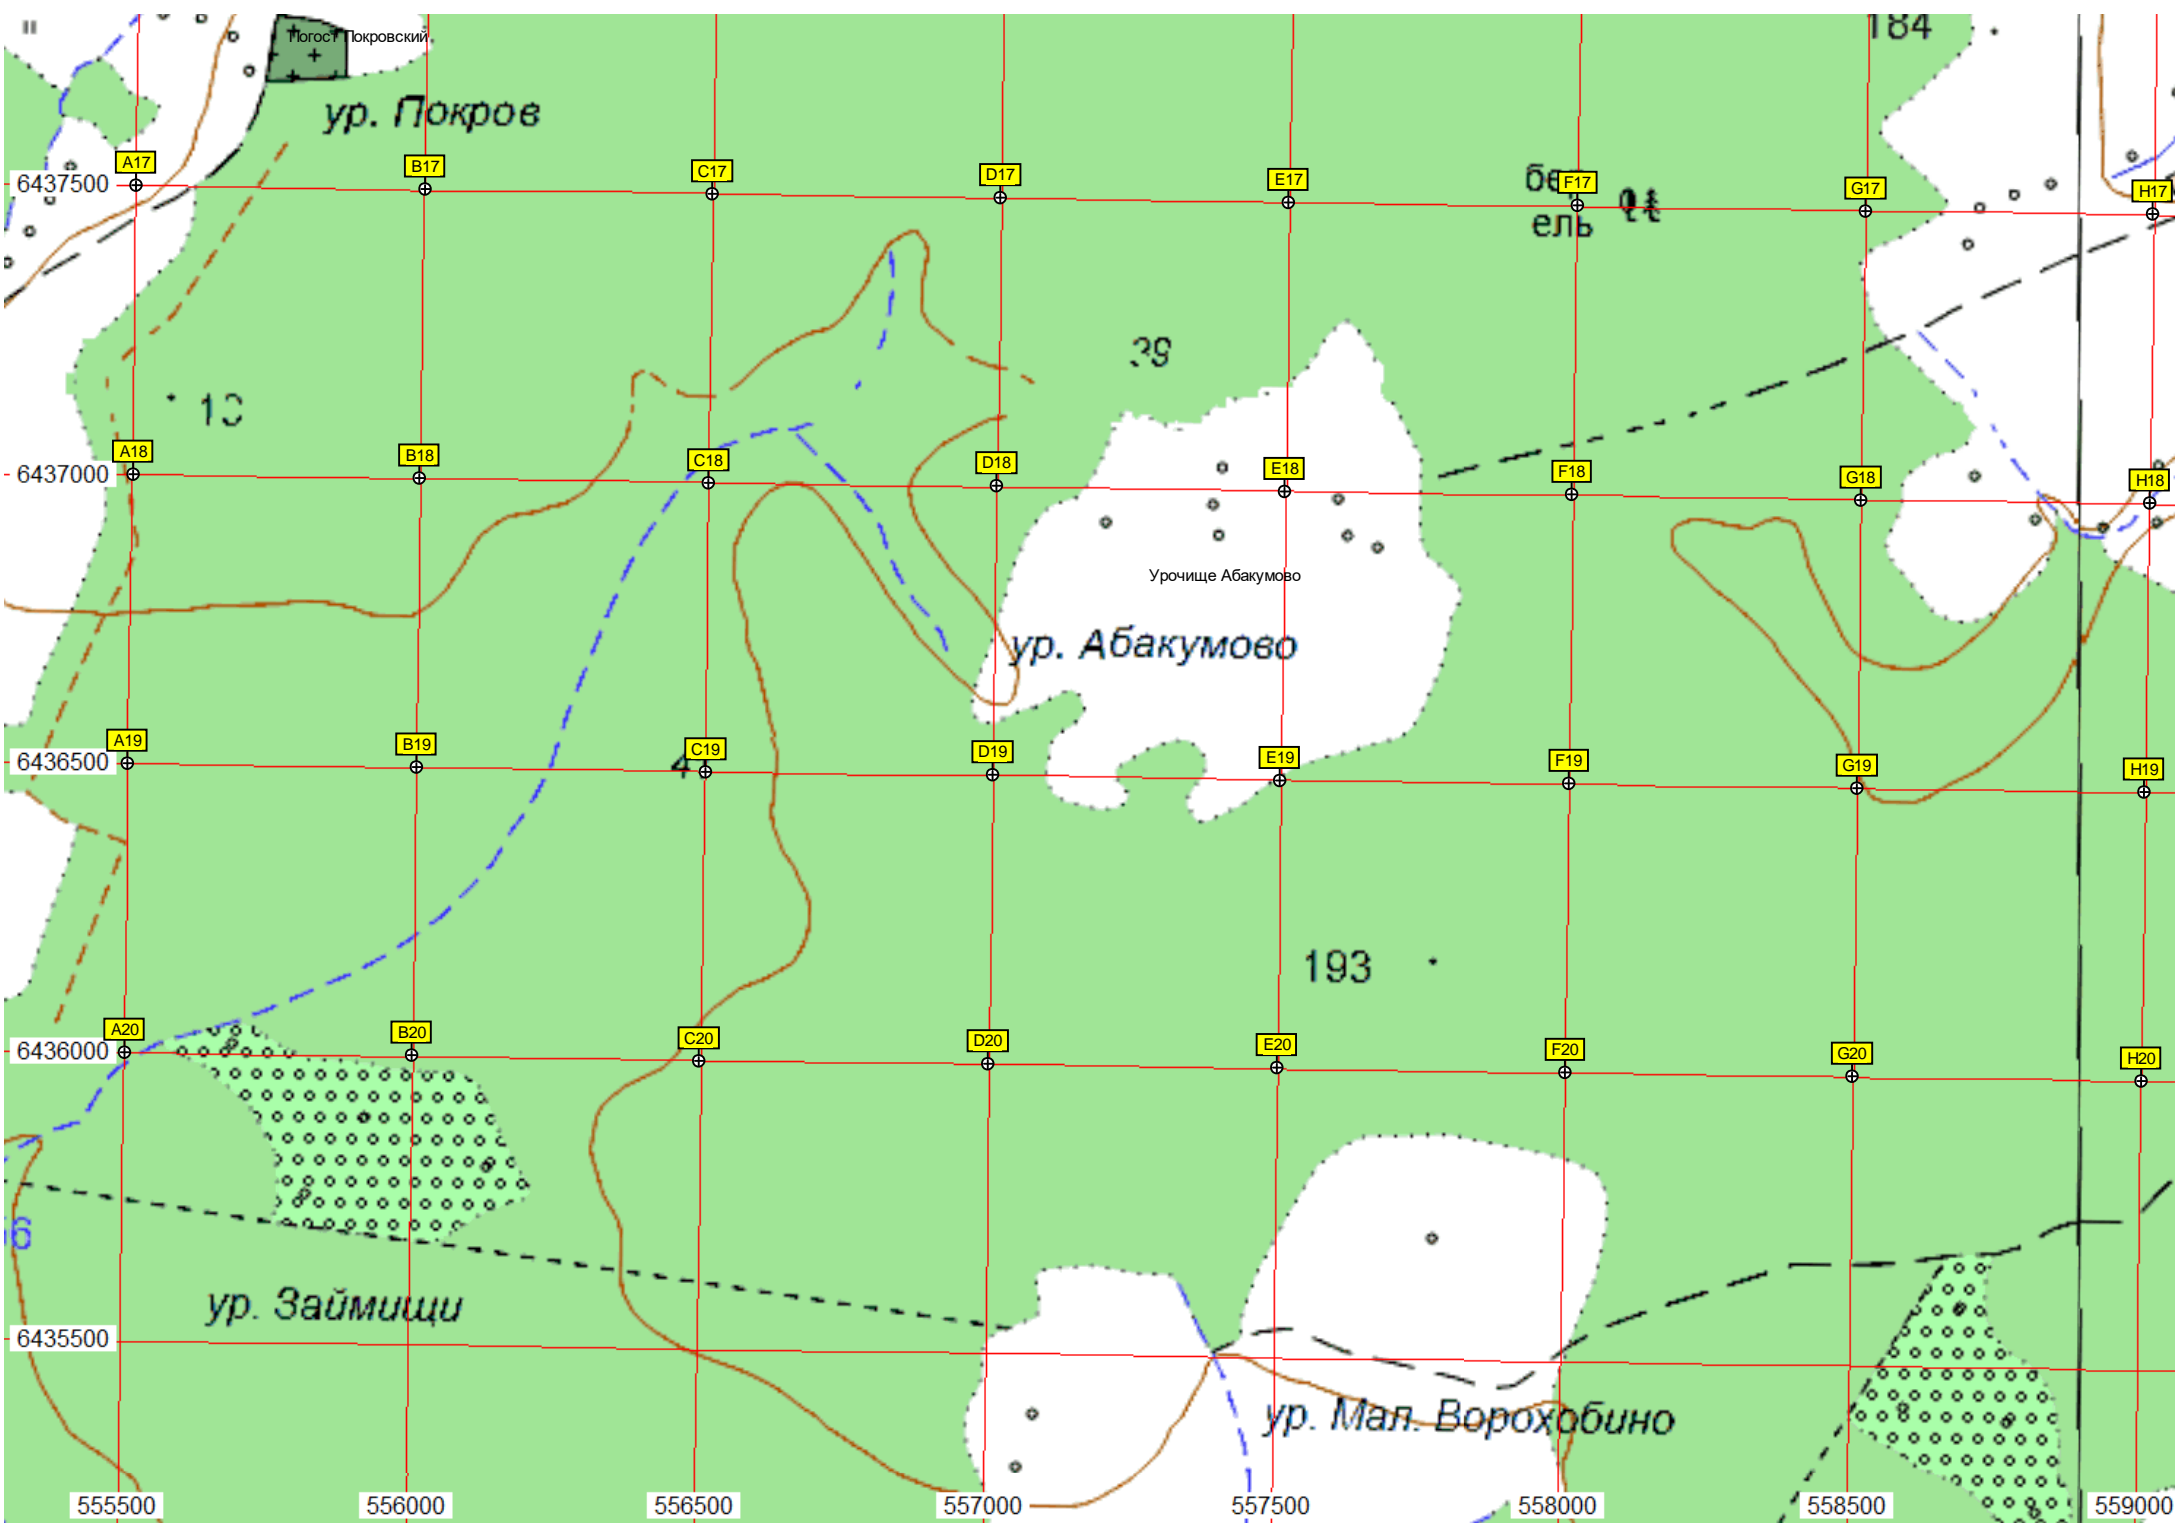 184
Погост Покровский
ур. Покров
A17 B17 C17 D17 E17 F17 G17 H17
6437500
ель
39
A18 B18 C18 D18 E18 F18 G18 H18
6437000
Урочище Абакумово
ур. Абакумово
A19 B19 C19 D19 E19 F19 G19 H19
6436500
4
193
A20 B20 C20 D20 E20 F20 G20 H20
6436000
ур. Займищи
6435500
ур. Мал. Ворохобино
555500 556000 556500 557000 557500 558000 558500 559000